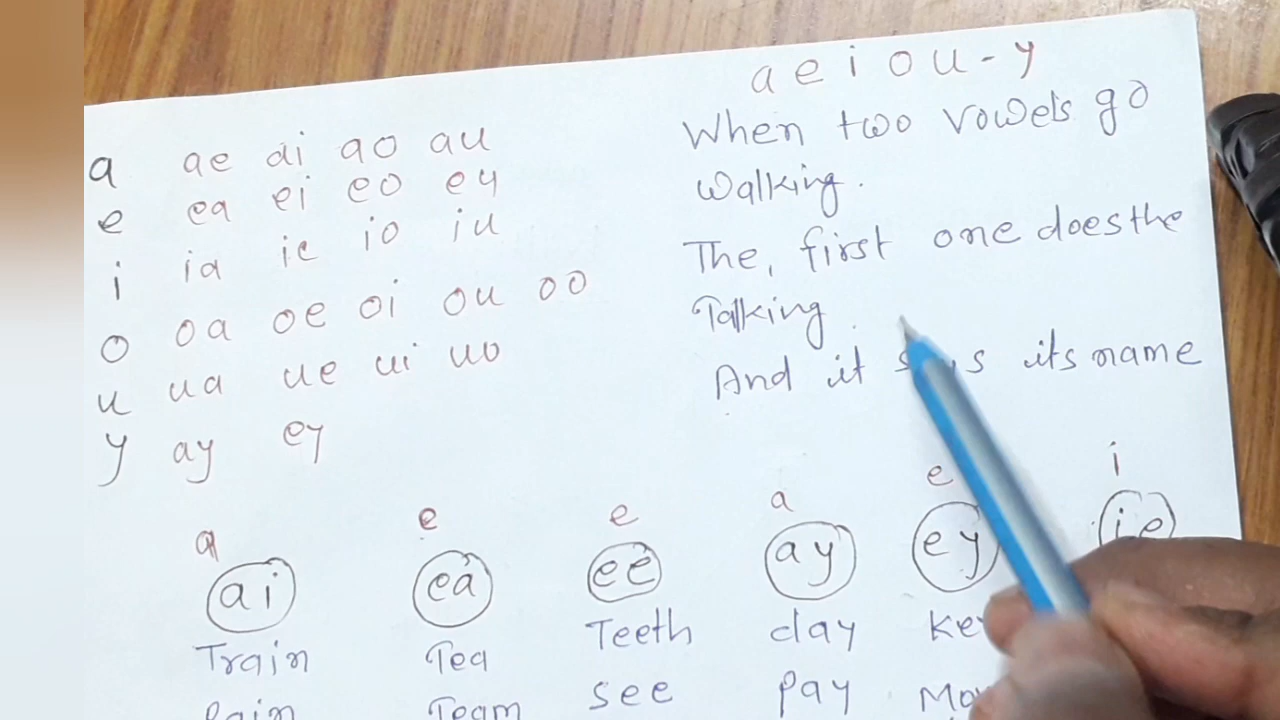 a e i o u - y
When two vowels go
walking.
The, first one does the
Talking
And it its name
a ae ai ao au
e ea ei eo
i ia ie io iu
o oa oe oi ou oo
u ua ue ui uo
y ay ey
a e e a e i
ai ea ee ay ey ie
Train Tea Teeth clay
Team see pay